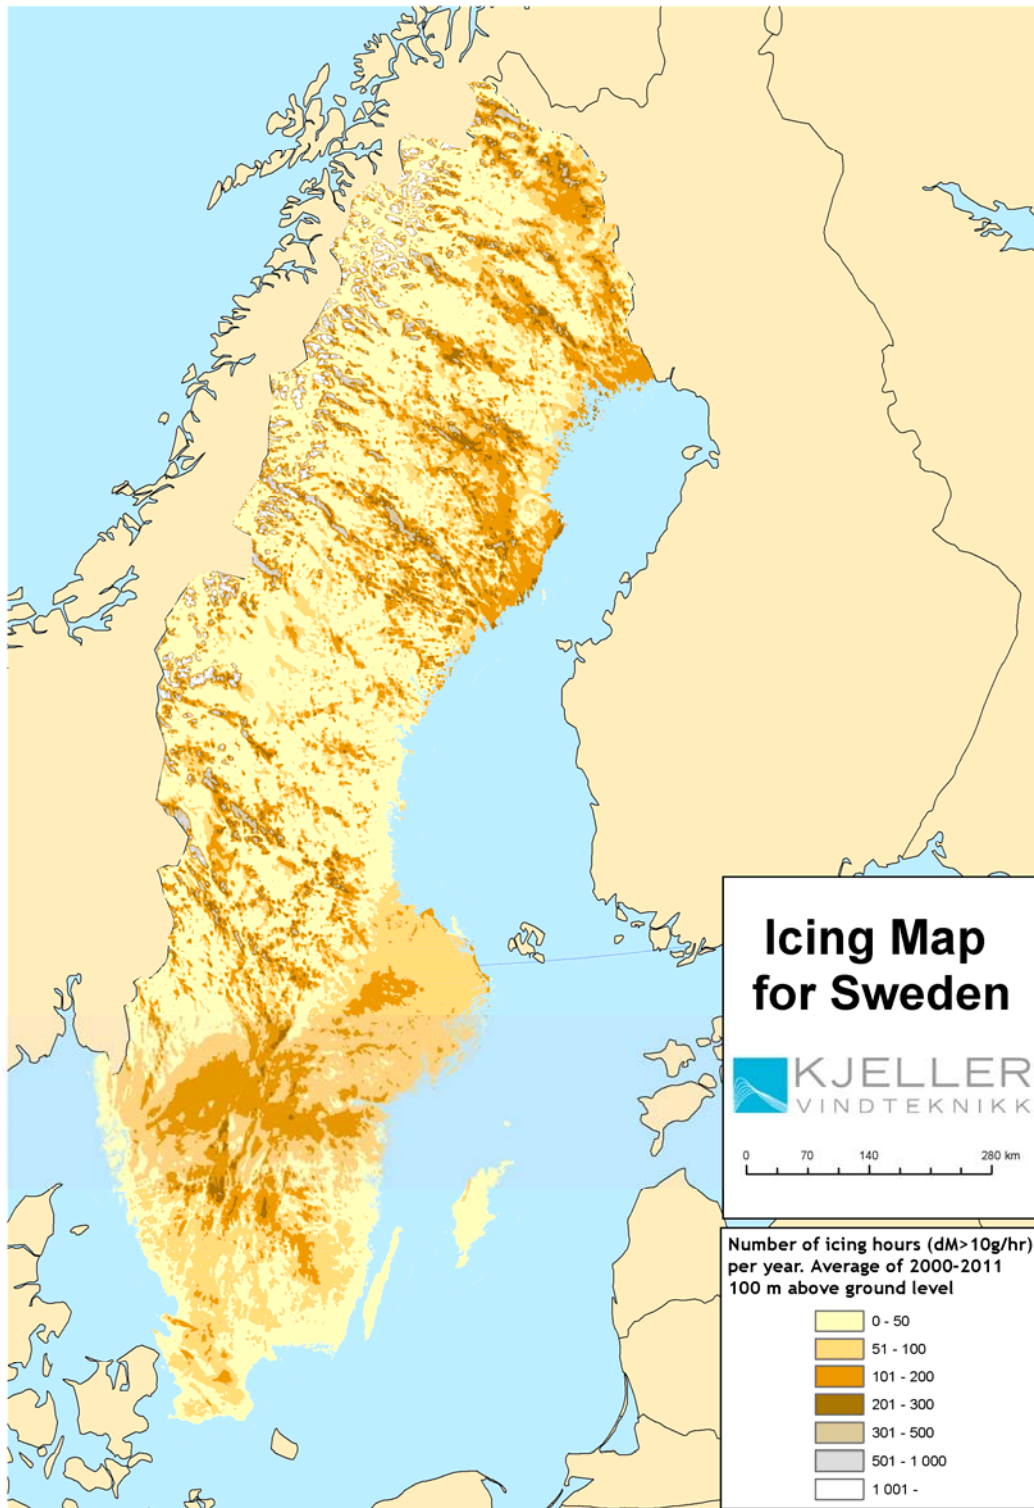 Icing Map
for Sweden
KJELLER
VINDTEKNIKK
0 70 140 280 km
Number of icing hours (dM>10g/hr)
per year. Average of 2000-2011
100 m above ground level
0 - 50
51 - 100
101 - 200
201 - 300
301 - 500
501 - 1 000
1 001 -